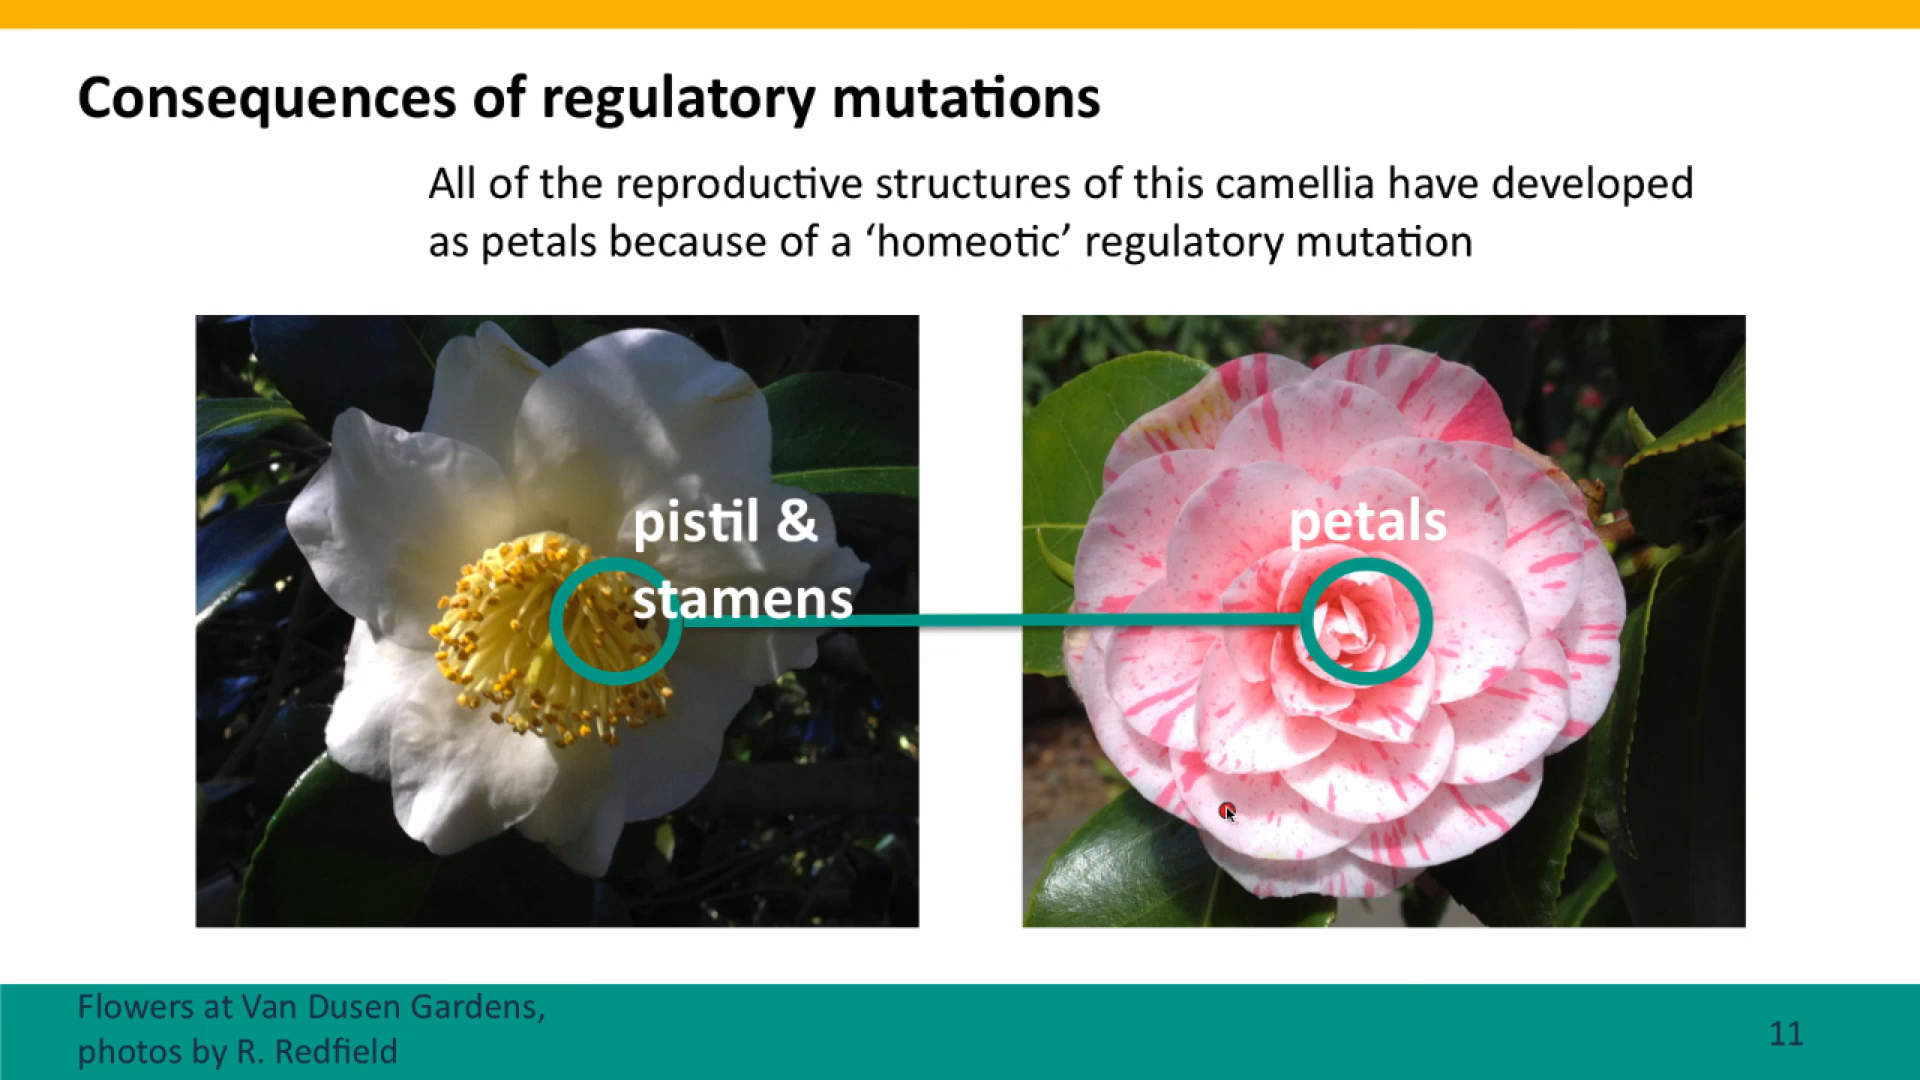 Consequences of regulatory mutations
All of the reproductive structures of this camellia have developed
as petals because of a ‘homeotic’ regulatory mutation
pistil &
stamens
petals
Flowers at Van Dusen Gardens,
photos by R. Redfield
11